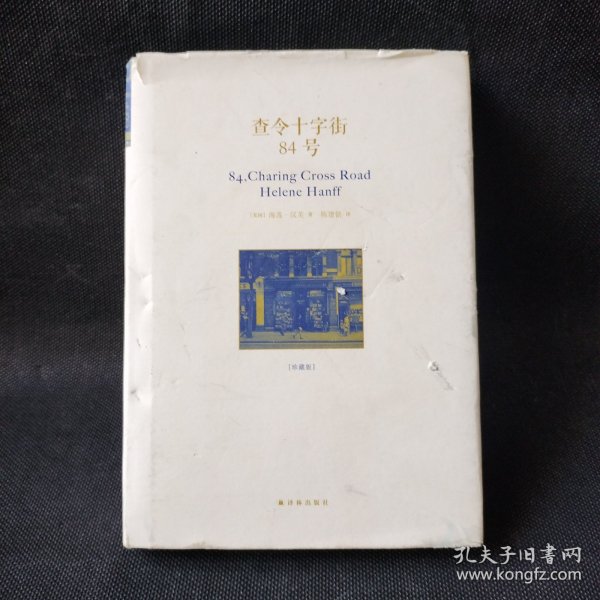 查令十字街
84号
84, Charing Cross Road
Helene Hanff
[美国] 海莲·汉芙 著 陈建铭 译
[珍藏版]
译林出版社
孔夫子旧書网
www.kongfz.com